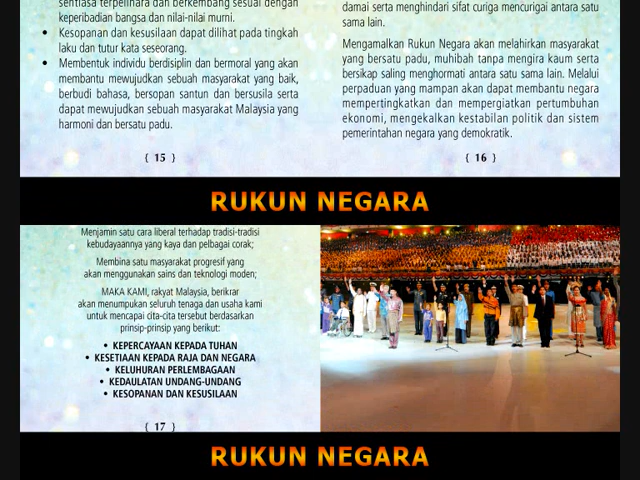 sentiasa terpelihara dan berkembang sesuai dengan
keperibadian bangsa dan nilai-nilai murni.
• Kesopanan dan kesusilaan dapat dilihat pada tingkah
laku dan tutur kata seseorang.
• Membentuk individu berdisiplin dan bermoral yang akan
membantu mewujudkan sebuah masyarakat yang baik,
berbudi bahasa, bersopan santun dan bersusila serta
dapat mewujudkan sebuah masyarakat Malaysia yang
harmoni dan bersatu padu.
{ 15 }
damai serta menghindari sifat curiga mencurigai antara satu
sama lain.
Mengamalkan Rukun Negara akan melahirkan masyarakat
yang bersatu padu, muhibah tanpa mengira kaum serta
bersikap saling menghormati antara satu sama lain. Melalui
perpaduan yang mampan akan dapat membantu negara
mempertingkatkan dan mempergiatkan pertumbuhan
ekonomi, mengekalkan kestabilan politik dan sistem
pemerintahan negara yang demokratik.
{ 16 }
RUKUN NEGARA
Menjamin satu cara liberal terhadap tradisi-tradisi
kebudayaannya yang kaya dan pelbagai corak;
Membina satu masyarakat progresif yang
akan menggunakan sains dan teknologi moden;
MAKA KAMI, rakyat Malaysia, berikrar
akan menumpukan seluruh tenaga dan usaha kami
untuk mencapai cita-cita tersebut berdasarkan
prinsip-prinsip yang berikut:
• KEPERCAYAAN KEPADA TUHAN
• KESETIAAN KEPADA RAJA DAN NEGARA
• KELUHURAN PERLEMBAGAAN
• KEDAULATAN UNDANG-UNDANG
• KESOPANAN DAN KESUSILAAN
{ 17 }
RUKUN NEGARA